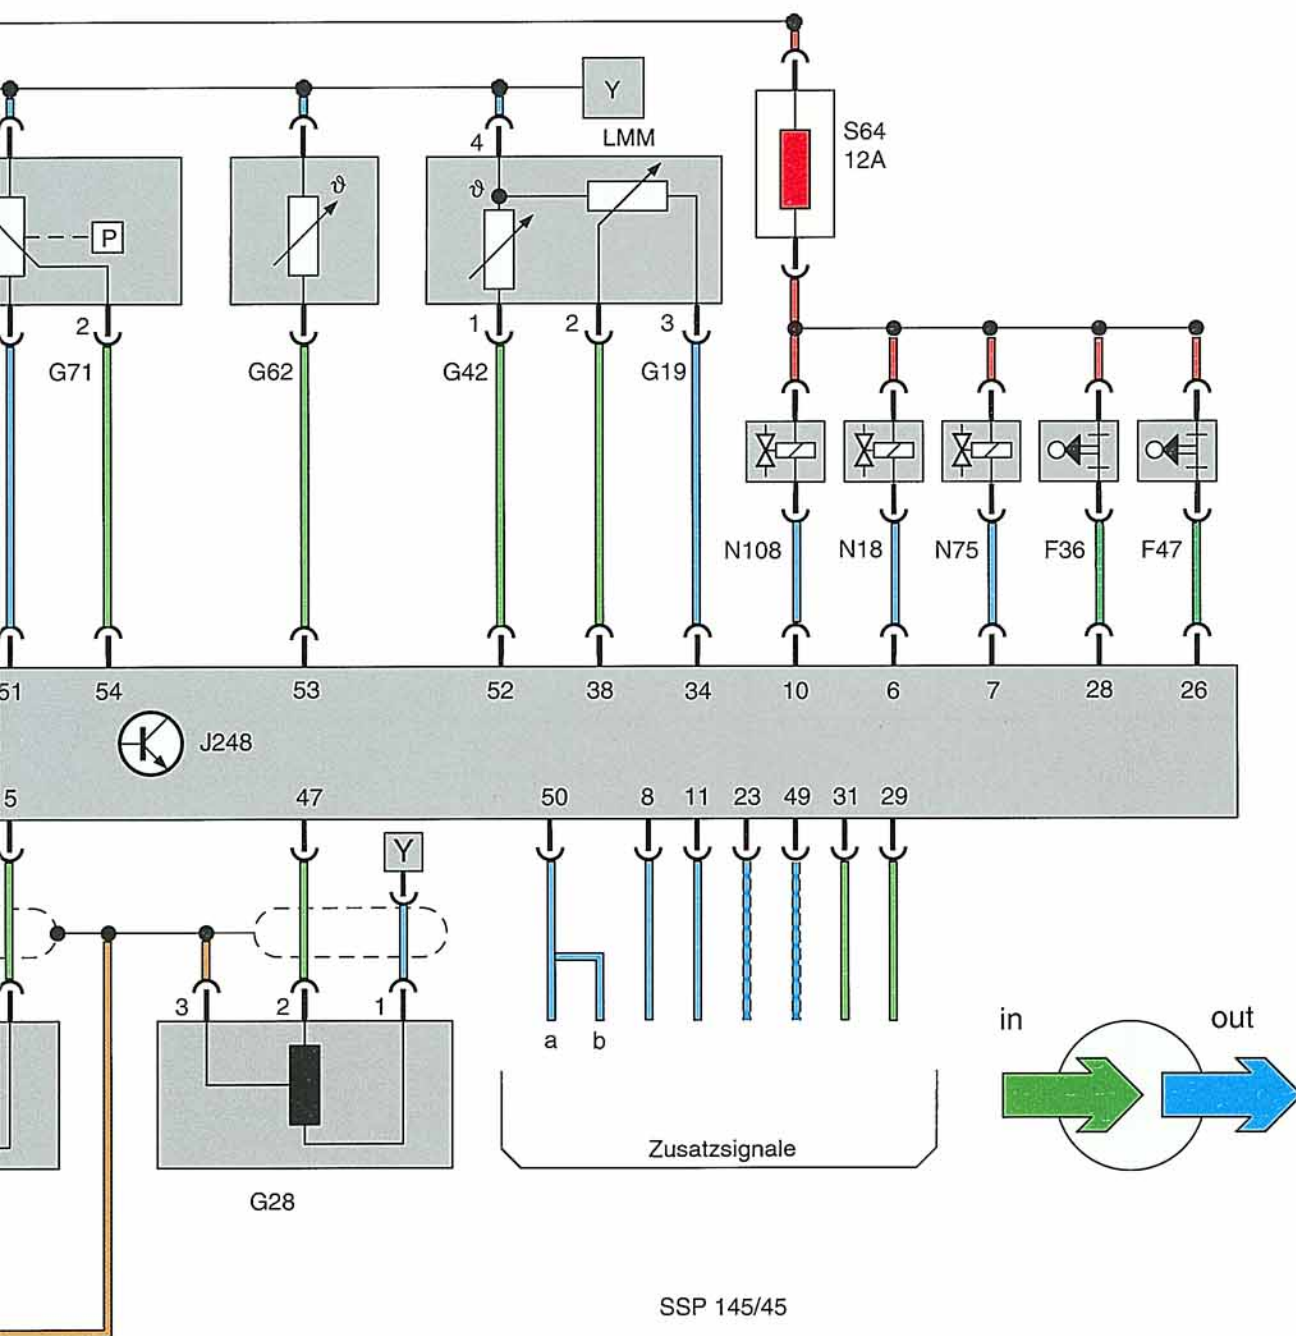 Y
4
LMM
S64
12A
ϑ
ϑ
P
2
1
2
3
G71
G62
G42
G19
N108
N18
N75
F36
F47
51
54
53
52
38
34
10
6
7
28
26
J248
5
47
50
8
11
23
49
31
29
Y
3
2
1
a
b
in
out
Zusatzsignale
G28
SSP 145/45